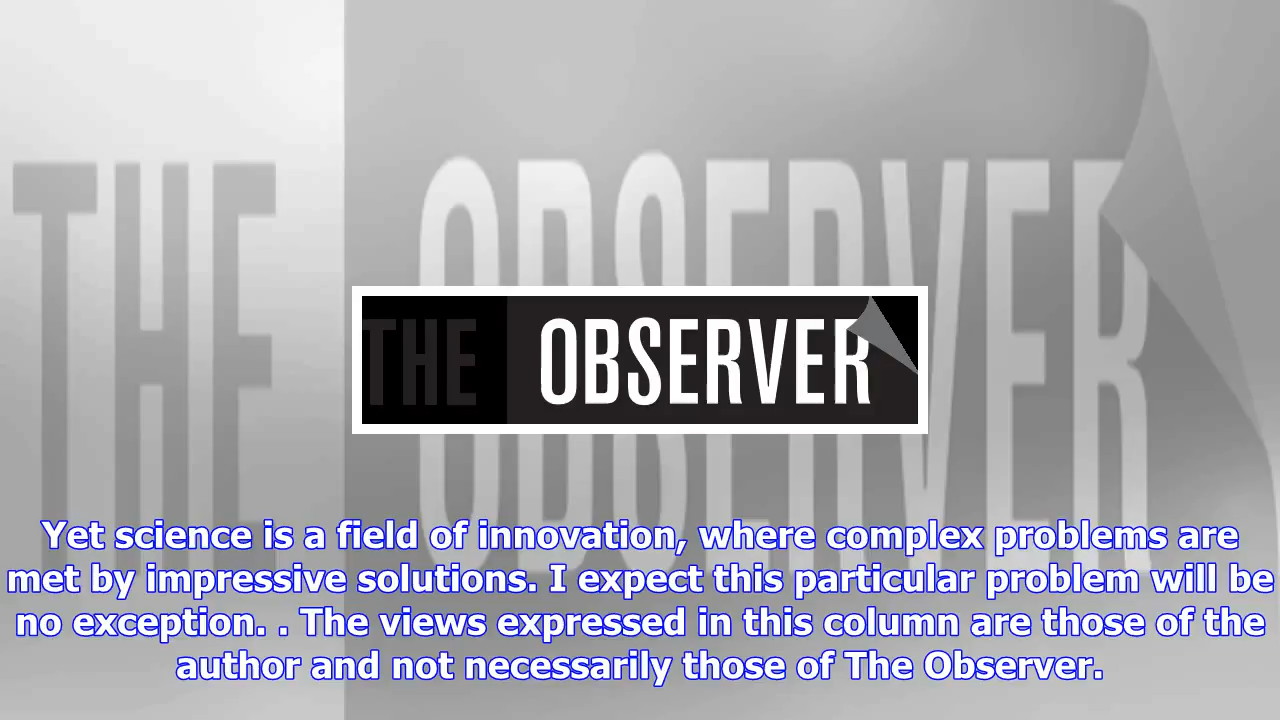 THE OBSERVER
THE OBSERVER
Yet science is a field of innovation, where complex problems are
met by impressive solutions. I expect this particular problem will be
no exception. . The views expressed in this column are those of the
author and not necessarily those of The Observer.